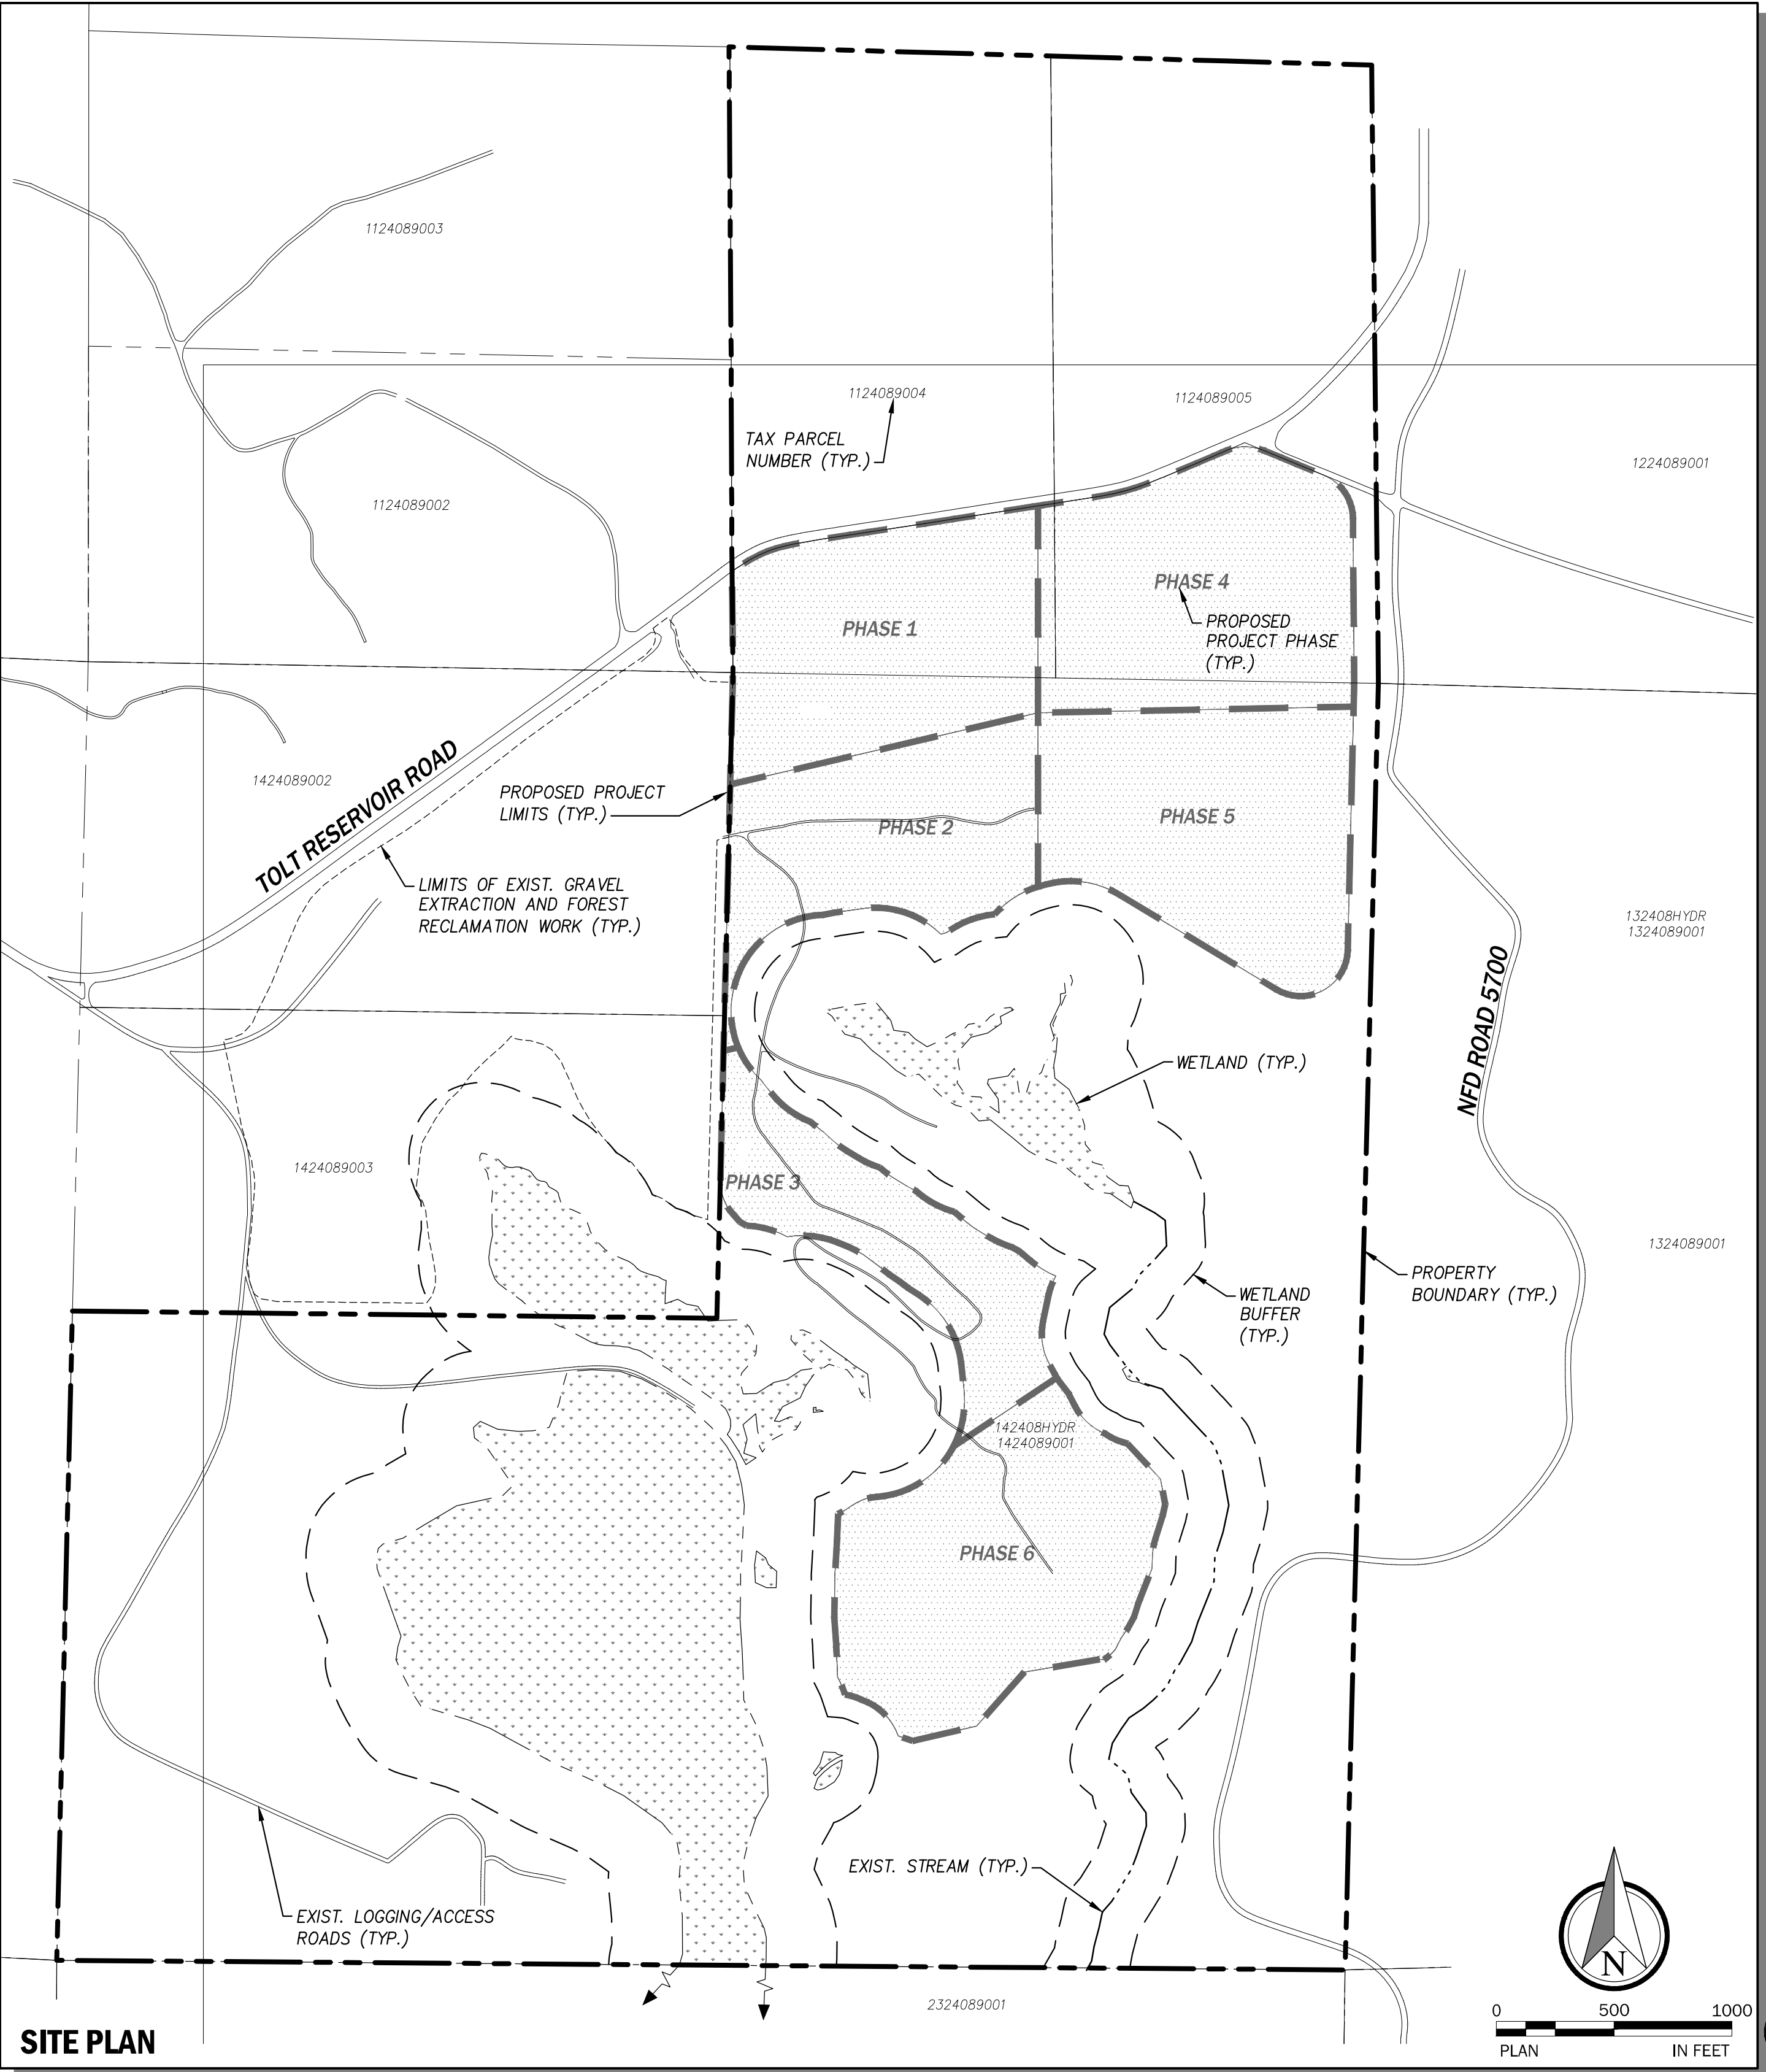 1124089003
1124089004
1124089005
TAX PARCEL
NUMBER (TYP.)
1224089001
1124089002
PHASE 4
PHASE 1
PROPOSED
PROJECT PHASE
(TYP.)
TOLT RESERVOIR ROAD
1424089002
PROPOSED PROJECT
LIMITS (TYP.)
PHASE 2
PHASE 5
LIMITS OF EXIST. GRAVEL
EXTRACTION AND FOREST
RECLAMATION WORK (TYP.)
132408HYDR
1324089001
NFD ROAD 5700
WETLAND (TYP.)
1424089003
PHASE 3
1324089001
PROPERTY
BOUNDARY (TYP.)
WETLAND
BUFFER
(TYP.)
142408HYDR
1424089001
PHASE 6
EXIST. STREAM (TYP.)
EXIST. LOGGING/ACCESS
ROADS (TYP.)
N
2324089001
0 500 1000
PLAN IN FEET
SITE PLAN